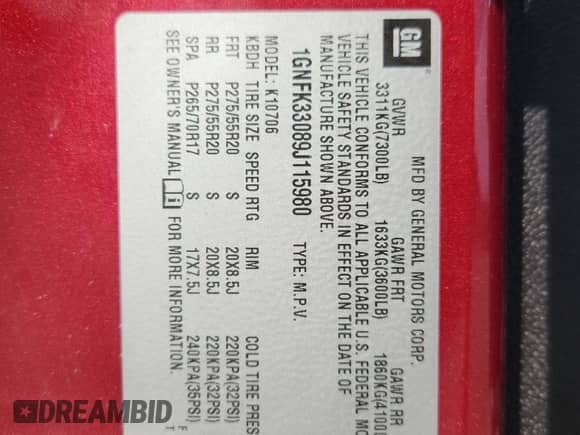 GM
MFD BY GENERAL MOTORS CORP.
GVWR GAWR FRT GAWR RR
3311KG(7300LB) 1633KG(3600LB) 1860KG(4100L
THIS VEHICLE CONFORMS TO ALL APPLICABLE U.S. FEDERAL MO
VEHICLE SAFETY STANDARDS IN EFFECT ON THE DATE OF
MANUFACTURE SHOWN ABOVE.
1GNFK33089J115980 TYPE: M.P.V.
MODEL: K10706
KBDH TIRE SIZE SPEED RTG RIM COLD TIRE PRES
FRT P275/55R20 S 20X8.5J 220KPA(32PSI)
RR P275/55R20 S 20X8.5J 220KPA(32PSI)
SPA P265/70R17 S 17X7.5J 240KPA(35PSI)
SEE OWNER'S MANUAL i FOR MORE INFORMATION.
DREAMBID